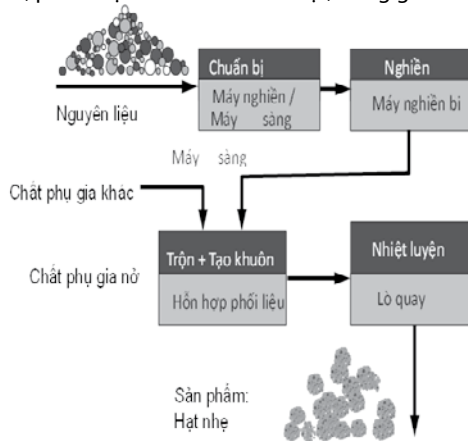 Chuẩn bị
Máy nghiền /
Máy sàng
Nghiền
Máy nghiền bi
Nguyên liệu
Máy sàng
Chất phụ gia khác
Chất phụ gia nở
Trộn + Tạo khuôn
Hỗn hợp phối liệu
Nhiệt luyện
Lò quay
Sản phẩm:
Hạt nhẹ